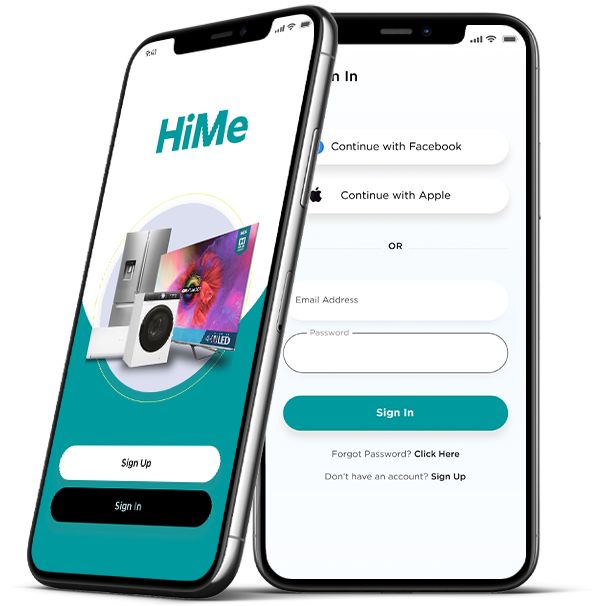 9:41
HiMe
Sign Up
Sign In
n In
Continue with Facebook
Continue with Apple
OR
Email Address
Password
Sign In
Forgot Password? Click Here
Don't have an account? Sign Up